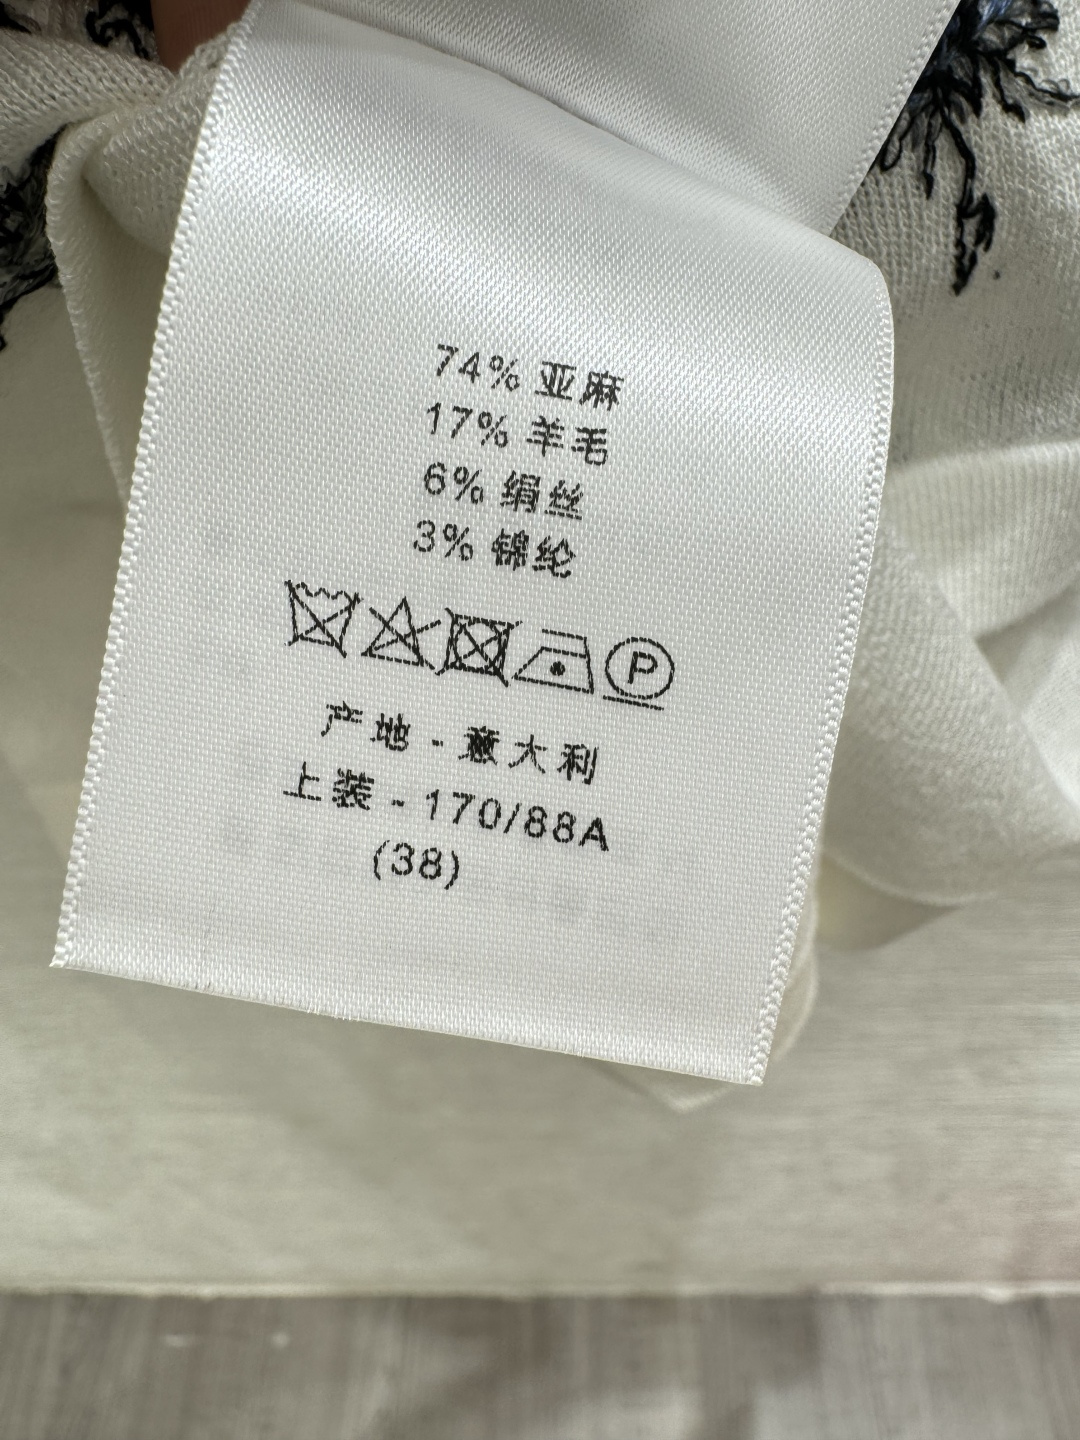 74% 亚麻
17% 羊毛
6% 绢丝
3% 锦纶
P
产地 - 意大利
上装 - 170/88A
(38)